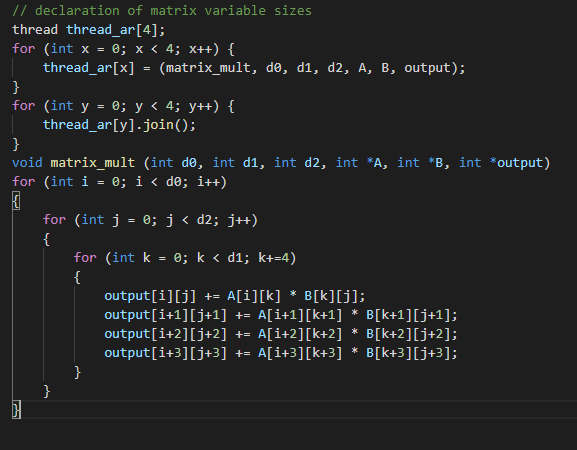 // declaration of matrix variable sizes
thread thread_ar[4];
for (int x = 0; x < 4; x++) {
    thread_ar[x] = (matrix_mult, d0, d1, d2, A, B, output);
}
for (int y = 0; y < 4; y++) {
    thread_ar[y].join();
}
void matrix_mult (int d0, int d1, int d2, int *A, int *B, int *output)
for (int i = 0; i < d0; i++)
{
    for (int j = 0; j < d2; j++)
    {
        for (int k = 0; k < d1; k+=4)
        {
            output[i][j] += A[i][k] * B[k][j];
            output[i+1][j+1] += A[i+1][k+1] * B[k+1][j+1];
            output[i+2][j+2] += A[i+2][k+2] * B[k+2][j+2];
            output[i+3][j+3] += A[i+3][k+3] * B[k+3][j+3];
        }
    }
}